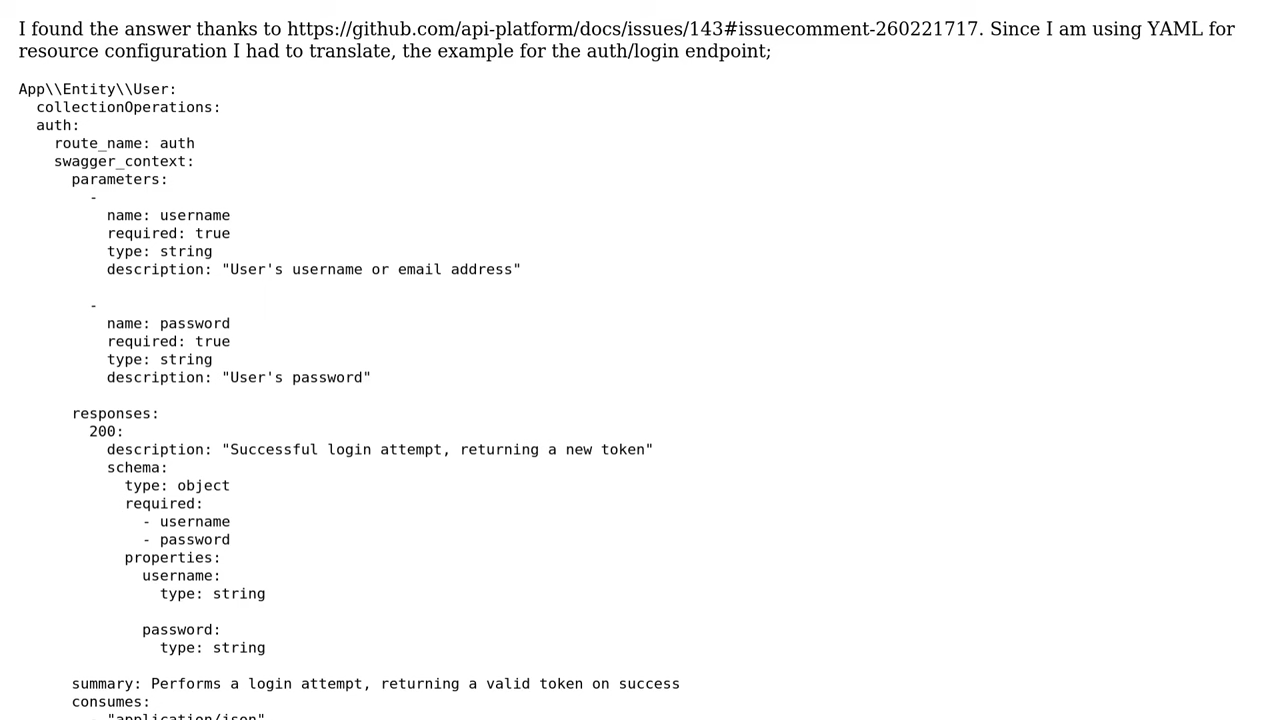 I found the answer thanks to https://github.com/api-platform/docs/issues/143#issuecomment-260221717. Since I am using YAML for
resource configuration I had to translate, the example for the auth/login endpoint;
App\\Entity\\User:
  collectionOperations:
  auth:
    route_name: auth
    swagger_context:
      parameters:
        -
          name: username
          required: true
          type: string
          description: "User's username or email address"
        -
          name: password
          required: true
          type: string
          description: "User's password"
      responses:
        200:
          description: "Successful login attempt, returning a new token"
          schema:
            type: object
            required:
              - username
              - password
            properties:
              username:
                type: string
              password:
                type: string
      summary: Performs a login attempt, returning a valid token on success
      consumes:
        - "application/json"